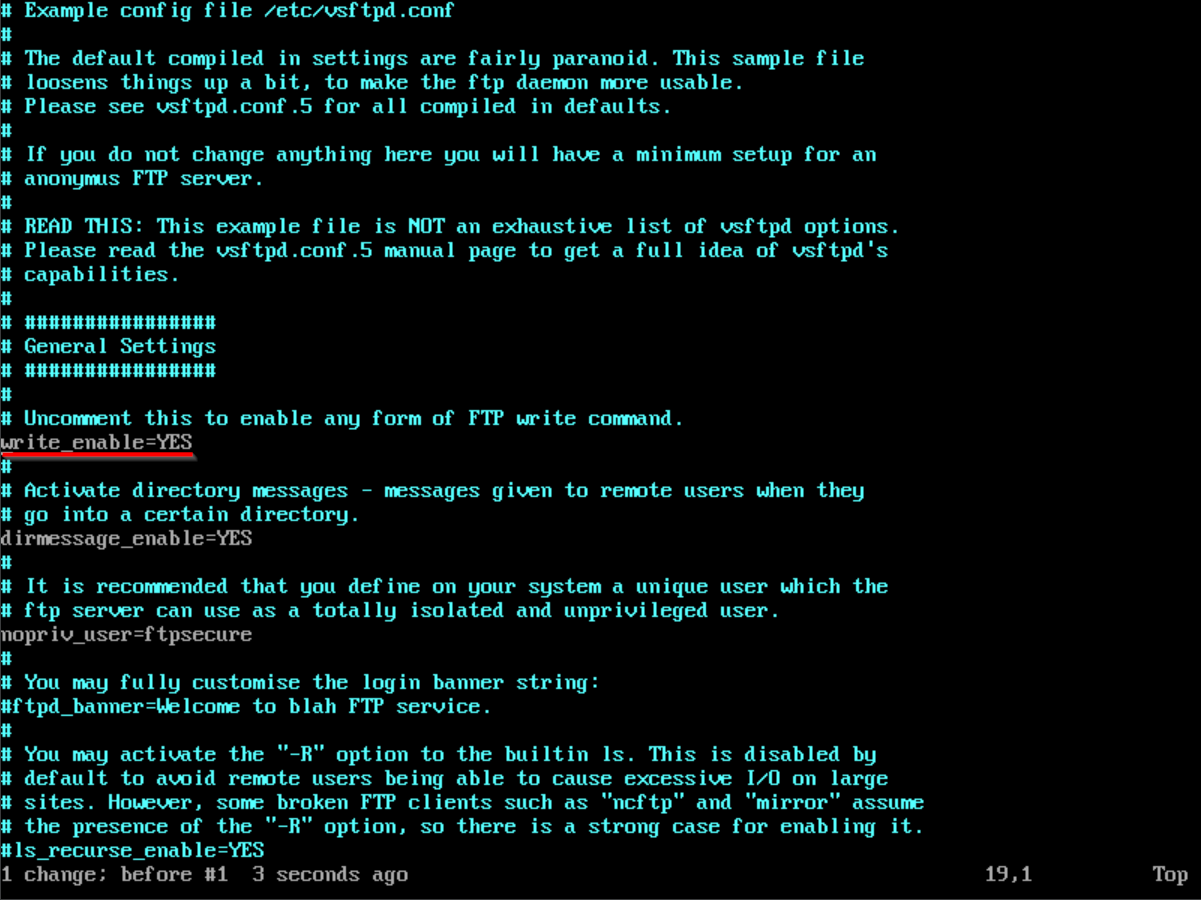 # Example config file /etc/vsftpd.conf
#
# The default compiled in settings are fairly paranoid. This sample file
# loosens things up a bit, to make the ftp daemon more usable.
# Please see vsftpd.conf.5 for all compiled in defaults.
#
# If you do not change anything here you will have a minimum setup for an
# anonymus FTP server.
#
# READ THIS: This example file is NOT an exhaustive list of vsftpd options.
# Please read the vsftpd.conf.5 manual page to get a full idea of vsftpd's
# capabilities.
#
# ################
# General Settings
# ################
#
# Uncomment this to enable any form of FTP write command.
write_enable=YES
#
# Activate directory messages - messages given to remote users when they
# go into a certain directory.
dirmessage_enable=YES
#
# It is recommended that you define on your system a unique user which the
# ftp server can use as a totally isolated and unprivileged user.
nopriv_user=ftpsecure
#
# You may fully customise the login banner string:
#ftpd_banner=Welcome to blah FTP service.
#
# You may activate the "-R" option to the builtin ls. This is disabled by
# default to avoid remote users being able to cause excessive I/O on large
# sites. However, some broken FTP clients such as "ncftp" and "mirror" assume
# the presence of the "-R" option, so there is a strong case for enabling it.
#ls_recurse_enable=YES
1 change; before #1  3 seconds ago 19,1 Top